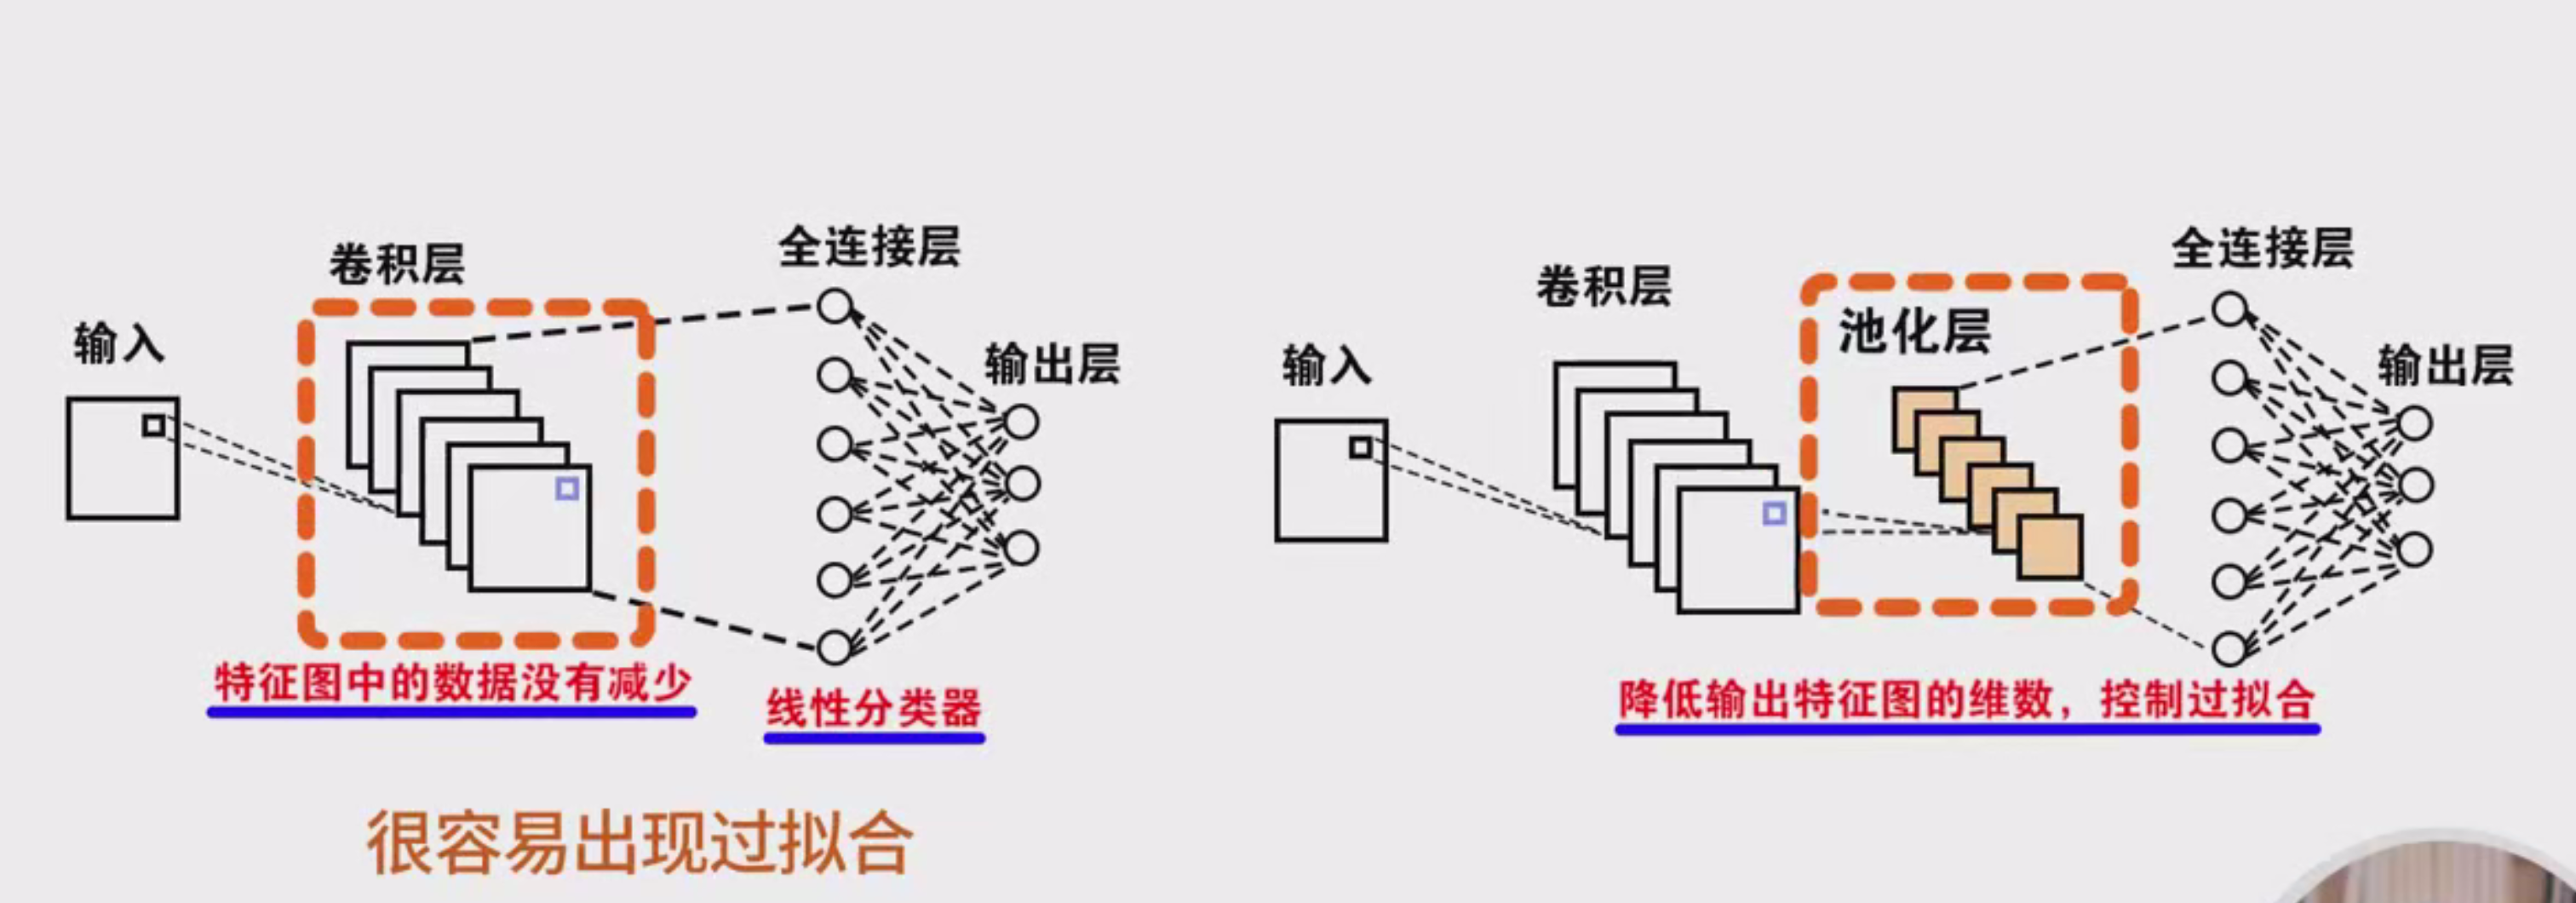 输入
卷积层
全连接层
输出层
特征图中的数据没有减少
线性分类器
很容易出现过拟合
输入
卷积层
池化层
全连接层
输出层
降低输出特征图的维数，控制过拟合